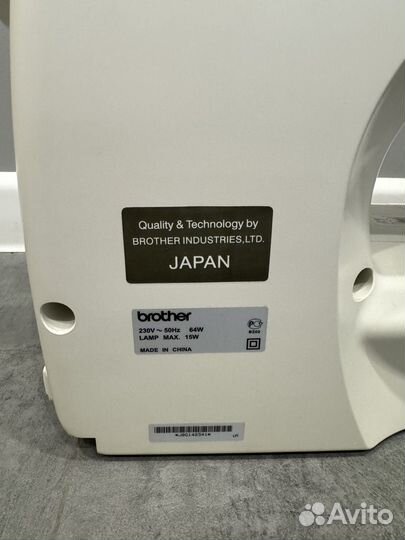 Quality & Technology by
BROTHER INDUSTRIES,LTD.
JAPAN
brother
230V ~ 50Hz 64W
LAMP MAX. 15W
MADE IN CHINA
Avito